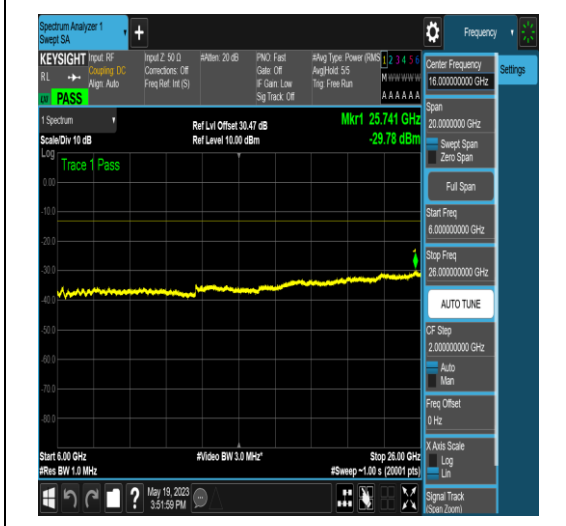 Spectrum Analyzer 1
Swept SA
Frequency
KEYSIGHT
RL
PASS
Input: RF
Coupling: DC
Align: Auto
Input Z: 50 Ω
Corrections: Off
Freq Ref: Int (S)
#Atten: 20 dB
PNO: Fast
Gate: Off
IF Gain: Low
Sig Track: Off
#Avg Type: Power (RMS
Avg|Hold: 5/5
Trig: Free Run
1 2 3 4 5 6
M W W W W W
A A A A A A
Settings
Center Frequency
16.000000000 GHz
Span
20.0000000 GHz
Swept Span
Zero Span
Full Span
Start Freq
6.000000000 GHz
Stop Freq
26.000000000 GHz
AUTO TUNE
CF Step
2.000000000 GHz
Auto
Man
Freq Offset
0 Hz
X Axis Scale
Log
Lin
Signal Track
(Span Zoom)
1 Spectrum
Scale/Div 10 dB
Ref Lvl Offset 30.47 dB
Ref Level 10.00 dBm
Mkr1 25.741 GHz
-29.78 dBm
Log
Trace 1 Pass
0.00
-10.0
-20.0
-30.0
-40.0
-50.0
-60.0
-70.0
-80.0
Start 6.00 GHz
#Res BW 1.0 MHz
#Video BW 3.0 MHz*
Stop 26.00 GHz
#Sweep ~1.00 s (20001 pts)
May 19, 2023
3:51:59 PM